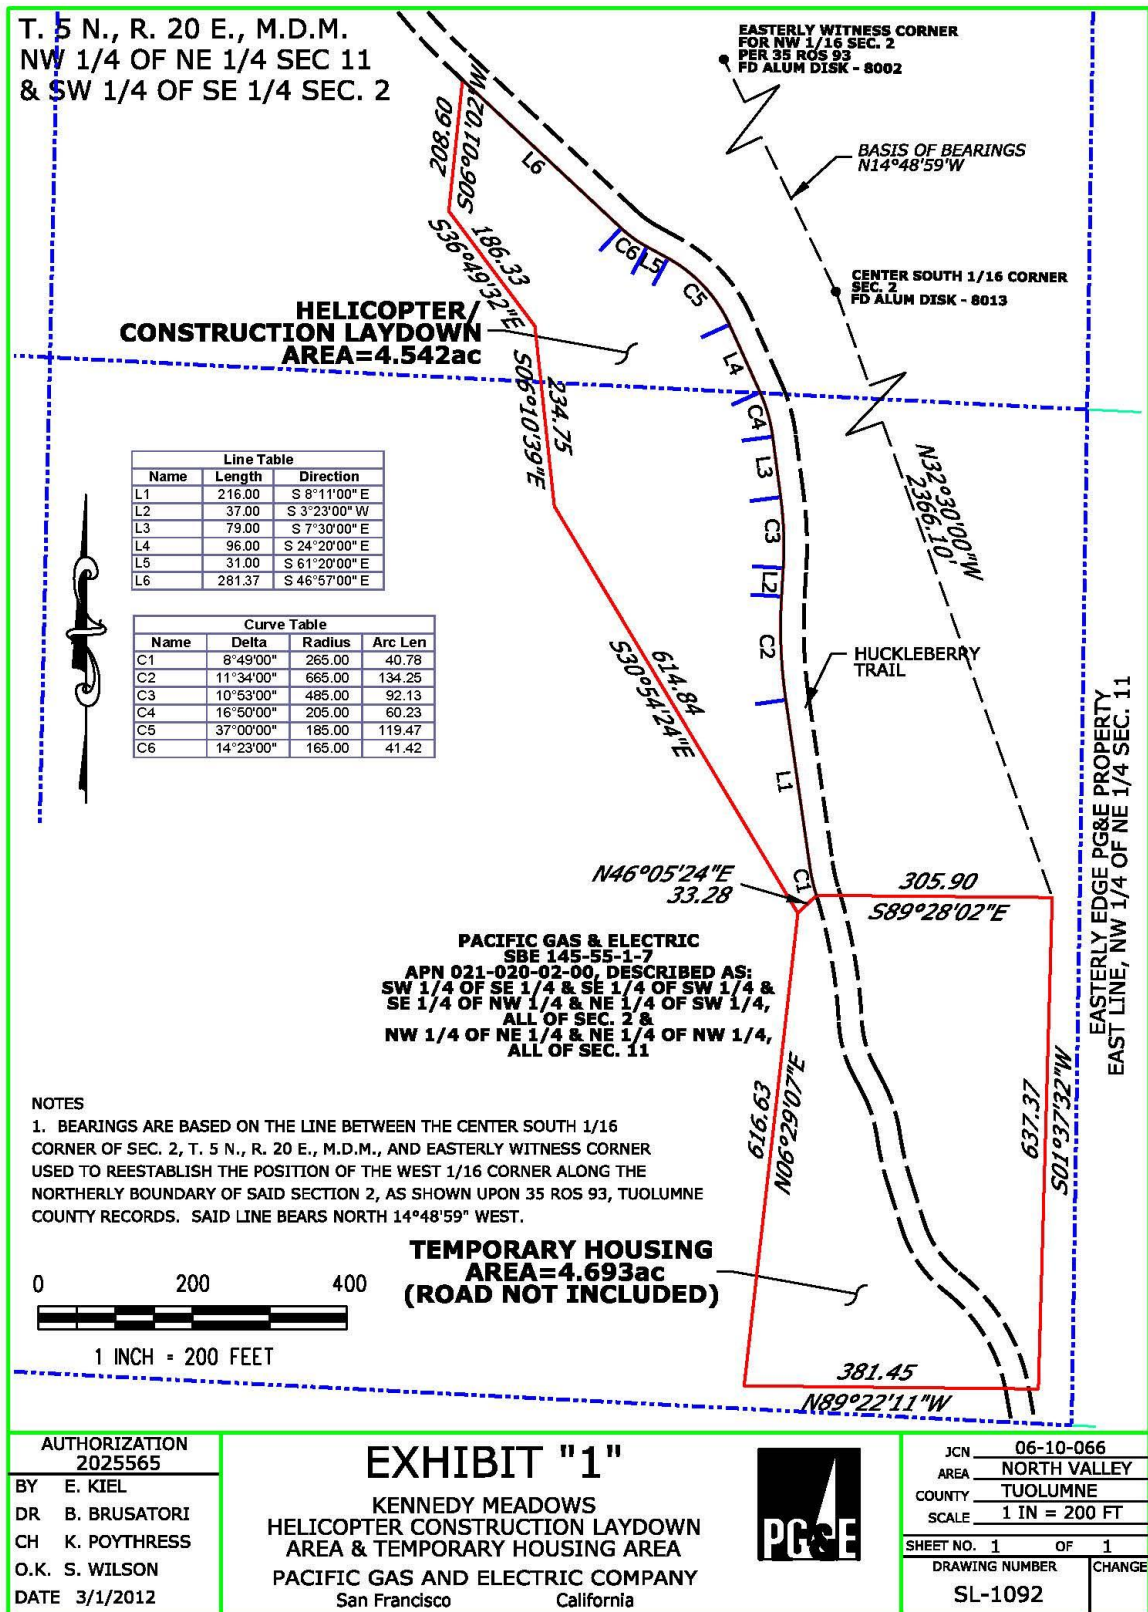 T. 5 N., R. 20 E., M.D.M.
NW 1/4 OF NE 1/4 SEC 11
& SW 1/4 OF SE 1/4 SEC. 2
EASTERLY WITNESS CORNER
FOR NW 1/16 SEC. 2
PER 35 ROS 93
FD ALUM DISK - 8002
BASIS OF BEARINGS
N14°48'59'W
CENTER SOUTH 1/16 CORNER
SEC. 2
FD ALUM DISK - 8013
208.60
S06°10'02"W
L6
186.33
S36°49'32"E
C6
L5
C5
HELICOPTER/
CONSTRUCTION LAYDOWN
AREA=4.542ac
234.75
S06°10'39"E
L4
C4
L3
C3
L2
C2
N32°30'00"W
2366.10'
Line Table
Name Length Direction
L1 216.00 S 8°11'00" E
L2 37.00 S 3°23'00" W
L3 79.00 S 7°30'00" E
L4 96.00 S 24°20'00" E
L5 31.00 S 61°20'00" E
L6 281.37 S 46°57'00" E
Curve Table
Name Delta Radius Arc Len
C1 8°49'00" 265.00 40.78
C2 11°34'00" 665.00 134.25
C3 10°53'00" 485.00 92.13
C4 16°50'00" 205.00 60.23
C5 37°00'00" 185.00 119.47
C6 14°23'00" 165.00 41.42
614.84
S30°54'24"E
HUCKLEBERRY
TRAIL
L1
C1
EASTERLY EDGE PG&E PROPERTY
EAST LINE, NW 1/4 OF NE 1/4 SEC. 11
N46°05'24"E
33.28
305.90
S89°28'02"E
PACIFIC GAS & ELECTRIC
SBE 145-55-1-7
APN 021-020-02-00, DESCRIBED AS:
SW 1/4 OF SE 1/4 & SE 1/4 OF SW 1/4 &
SE 1/4 OF NW 1/4 & NE 1/4 OF SW 1/4,
ALL OF SEC. 2 &
NW 1/4 OF NE 1/4 & NE 1/4 OF NW 1/4,
ALL OF SEC. 11
616.63
N06°29'07"E
637.37
S01°37'32"W
NOTES
1. BEARINGS ARE BASED ON THE LINE BETWEEN THE CENTER SOUTH 1/16
CORNER OF SEC. 2, T. 5 N., R. 20 E., M.D.M., AND EASTERLY WITNESS CORNER
USED TO REESTABLISH THE POSITION OF THE WEST 1/16 CORNER ALONG THE
NORTHERLY BOUNDARY OF SAID SECTION 2, AS SHOWN UPON 35 ROS 93, TUOLUMNE
COUNTY RECORDS. SAID LINE BEARS NORTH 14°48'59" WEST.
TEMPORARY HOUSING
AREA=4.693ac
(ROAD NOT INCLUDED)
0 200 400
1 INCH = 200 FEET
381.45
N89°22'11"W
AUTHORIZATION
2025565
BY E. KIEL
DR B. BRUSATORI
CH K. POYTHRESS
O.K. S. WILSON
DATE 3/1/2012
EXHIBIT "1"
KENNEDY MEADOWS
HELICOPTER CONSTRUCTION LAYDOWN
AREA & TEMPORARY HOUSING AREA
PACIFIC GAS AND ELECTRIC COMPANY
San Francisco California
PG&E
JCN 06-10-066
AREA NORTH VALLEY
COUNTY TUOLUMNE
SCALE 1 IN = 200 FT
SHEET NO. 1 OF 1
DRAWING NUMBER CHANGE
SL-1092